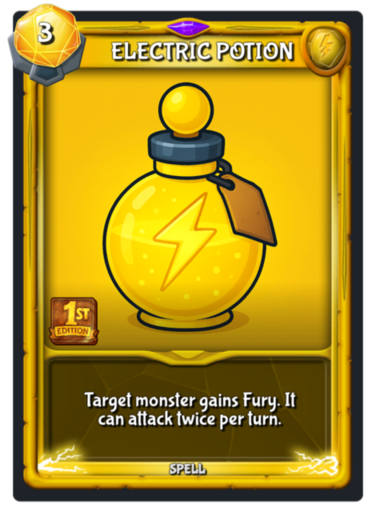 3
ELECTRIC POTION
1ST
EDITION
Target monster gains Fury. It
can attack twice per turn.
SPELL